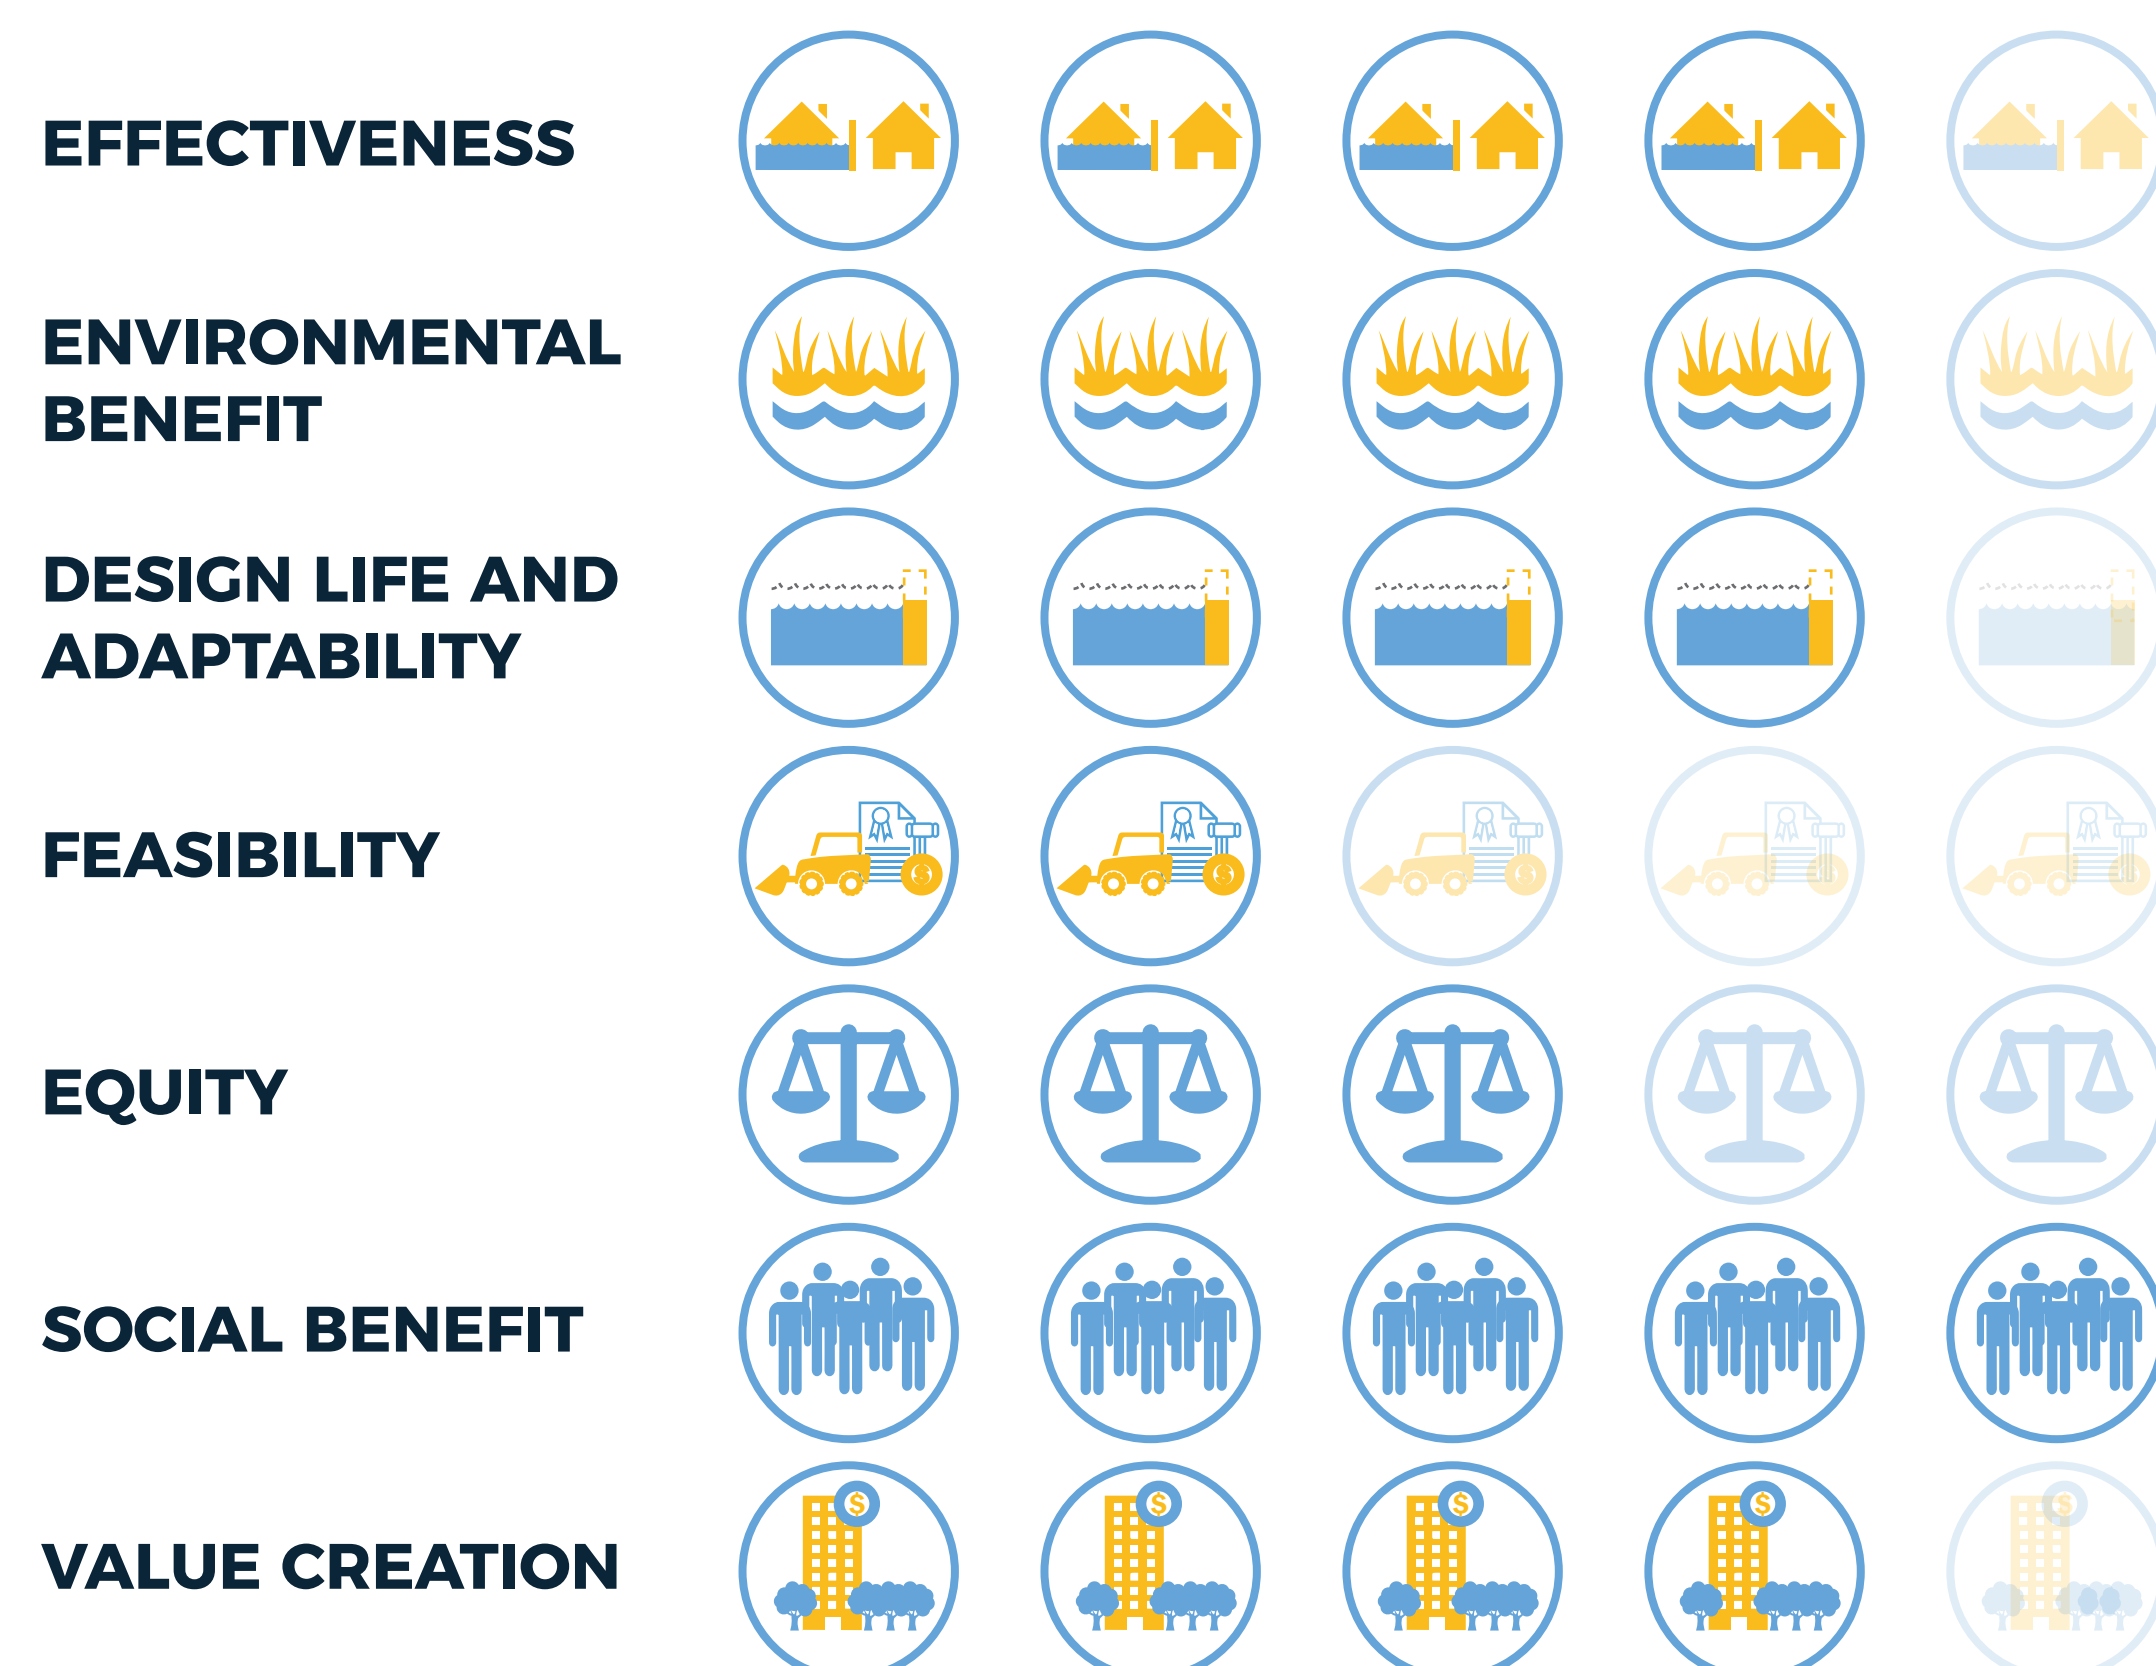 EFFECTIVENESS
ENVIRONMENTAL
BENEFIT
DESIGN LIFE AND
ADAPTABILITY
FEASIBILITY
EQUITY
SOCIAL BENEFIT
VALUE CREATION